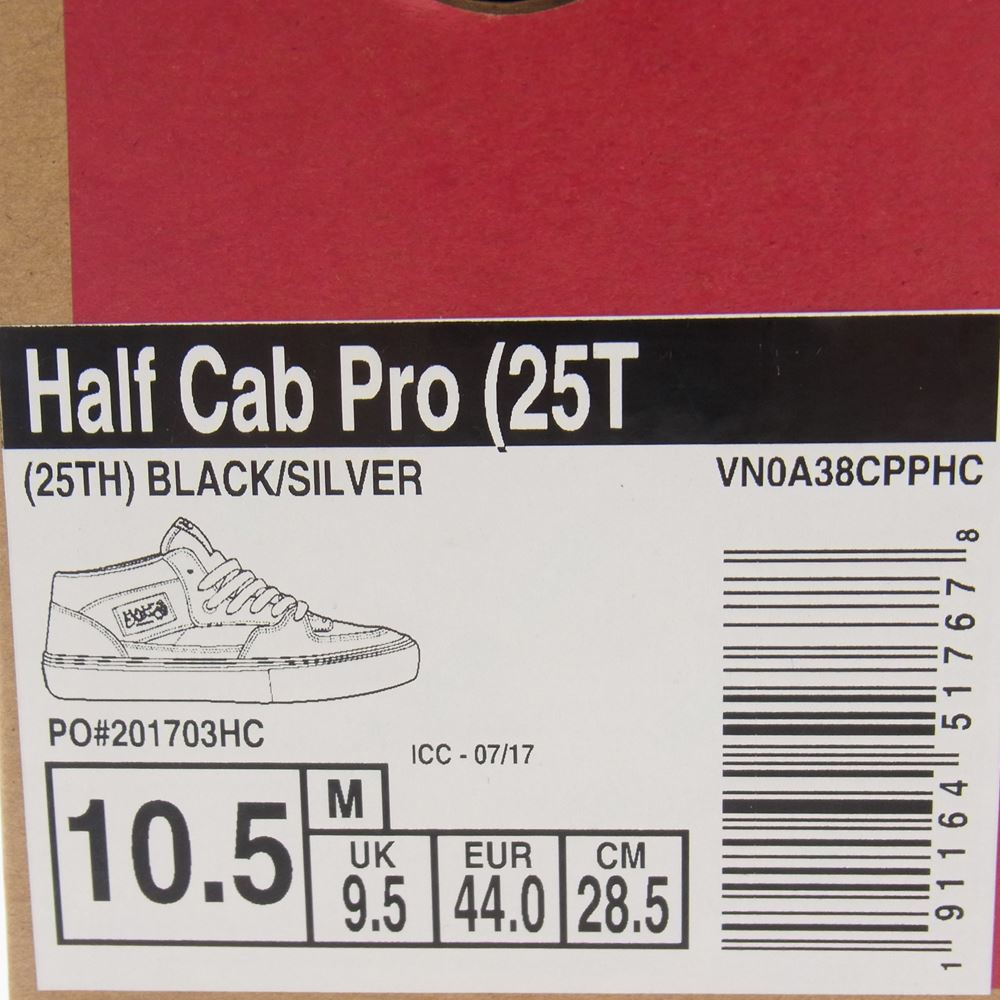 Half Cab Pro (25T
(25TH) BLACK/SILVER
VN0A38CPPHC
PO#201703HC
ICC - 07/17
10.5
M
UK
9.5
EUR
44.0
CM
28.5
1 91164 51767 8